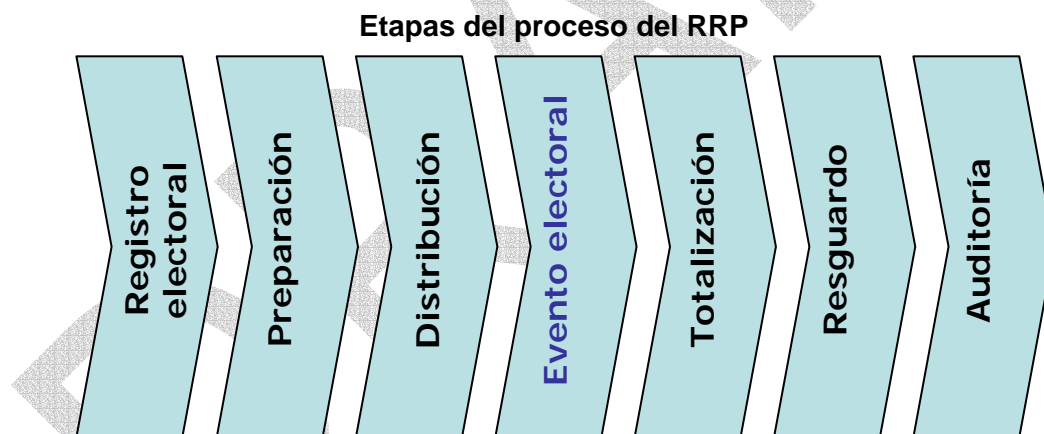 Etapas del proceso del RRP
Registro
electoral
Preparación
Distribución
Evento electoral
Totalización
Resguardo
Auditoría